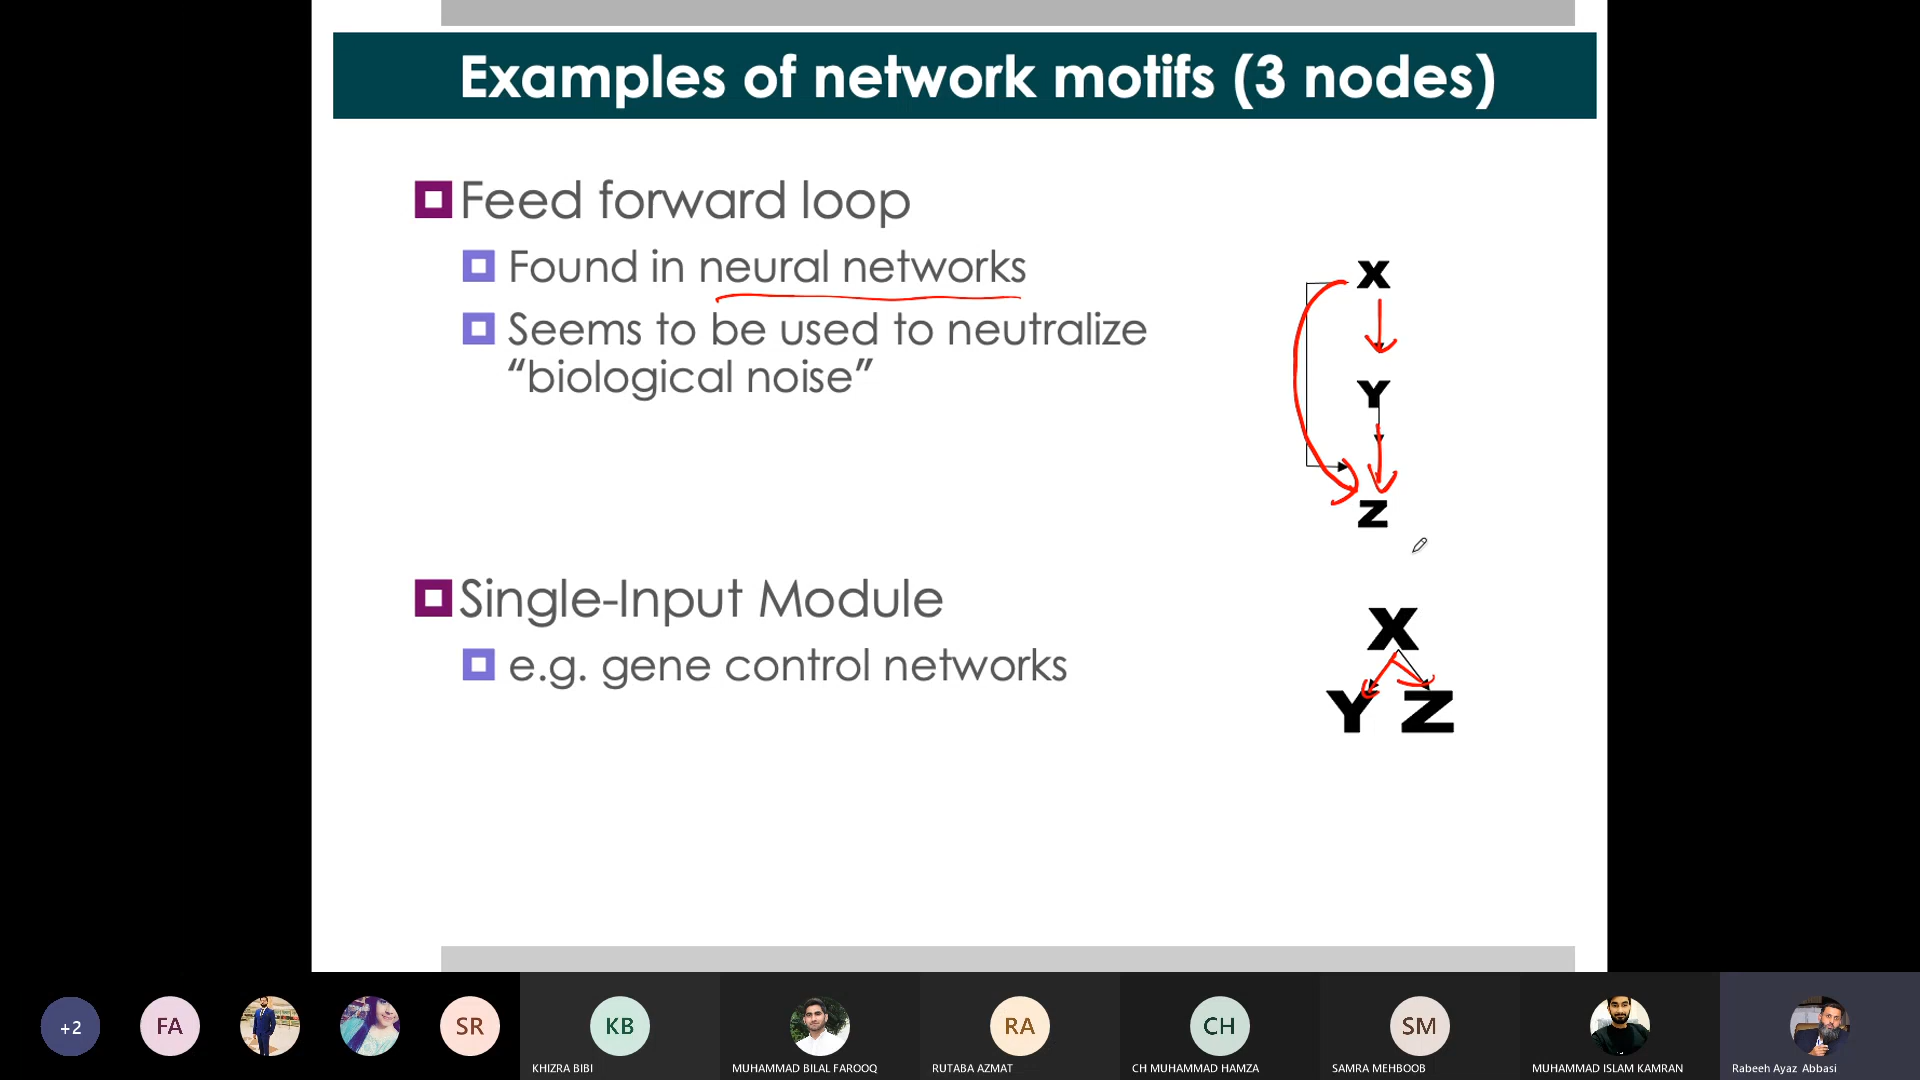 Examples of network motifs (3 nodes)
Feed forward loop
Found in neural networks
Seems to be used to neutralize
“biological noise”
X
Y
Z
Single-Input Module
e.g. gene control networks
X
Y Z
+2
FA
SR
KB
RA
CH
SM
KHIZRA BIBI
MUHAMMAD BILAL FAROOQ
RUTABA AZMAT
CH MUHAMMAD HAMZA
SAMRA MEHBOOB
MUHAMMAD ISLAM KAMRAN
Rabeeh Ayaz Abbasi